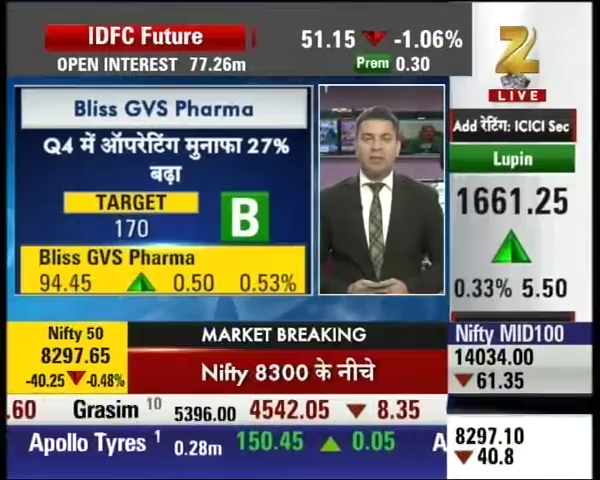 IDFC Future
51.15 -1.06%
OPEN INTEREST 77.26m
Prem 0.30
Z
LIVE
Bliss GVS Pharma
Q4 में ऑपरेटिंग मुनाफा 27%
बढ़ा
TARGET
170
B
Bliss GVS Pharma
94.45 0.50 0.53%
Add रेटिंग: ICICI Sec
Lupin
1661.25
0.33% 5.50
Nifty 50
8297.65
-40.25 -0.48%
MARKET BREAKING
Nifty 8300 के नीचे
Nifty MID100
14034.00
61.35
.60 Grasim 10 5396.00 4542.05 8.35
Apollo Tyres 1 0.28m 150.45 0.05 A
8297.10
40.8